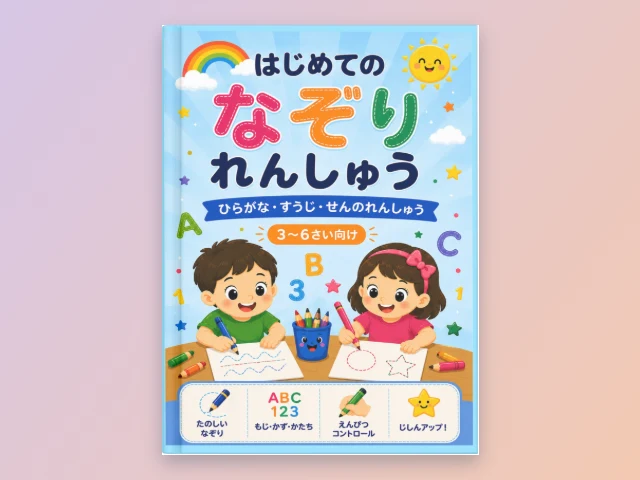 はじめての
なぞり
れんしゅう
ひらがな・すうじ・せんのれんしゅう
3〜6さい向け
A
B
C
3
1
1
たのしい
なぞり
ABC
123
もじ・かず・かたち
えんぴつ
コントロール
じしんアップ!